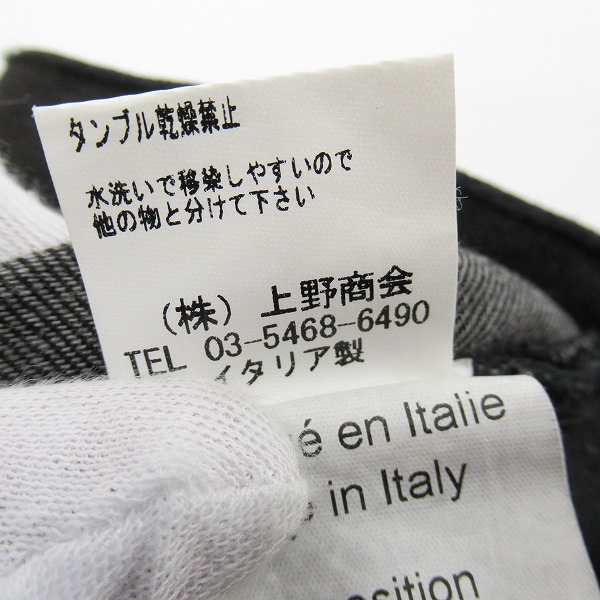 タンブル乾燥禁止
水洗いで移染しやすいので
他の物と分けて下さい
(株) 上野商会
TEL 03-5468-6490
イタリア製
é en Italie
in Italy
osition